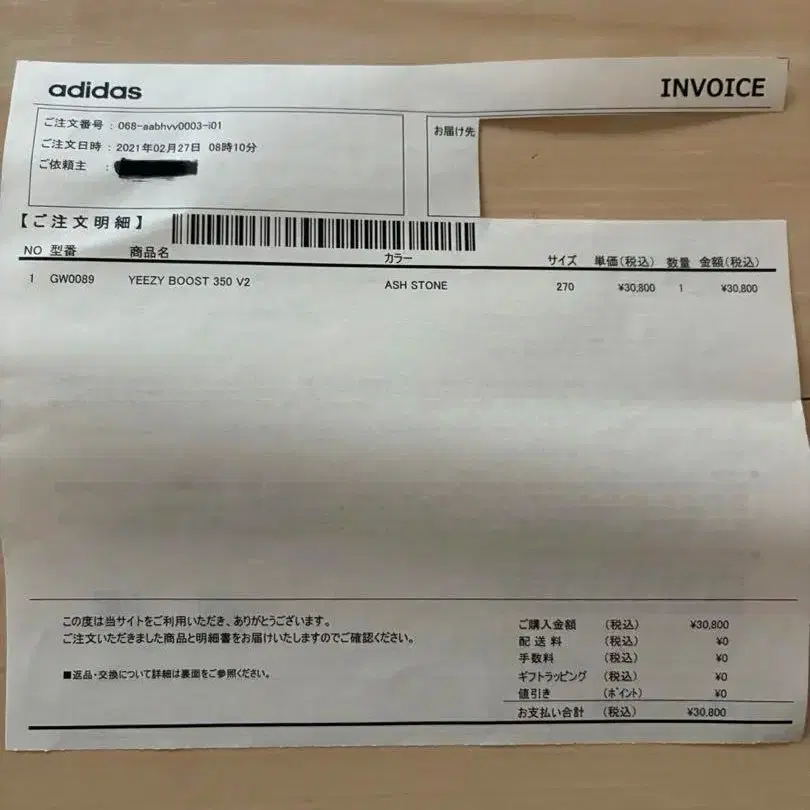 adidas
INVOICE
ご注文番号 : 068-aabhvv0003-i01
ご注文日時 : 2021年02月27日 08時10分
ご依頼主 :
お届け先
【ご注文明細】
NO 型番 商品名 カラー サイズ 単価(税込) 数量 金額(税込)
1 GW0089 YEEZY BOOST 350 V2 ASH STONE 270 ¥30,800 1 ¥30,800
この度は当サイトをご利用いただき、ありがとうございます。
ご注文いただきました商品と明細書をお届けいたしますのでご確認ください。
■返品・交換について詳細は裏面をご参照ください。
ご購入金額 (税込) ¥30,800
配送料 (税込) ¥0
手数料 (税込) ¥0
ギフトラッピング (税込) ¥0
値引き (ポイント) ¥0
お支払い合計 (税込) ¥30,800